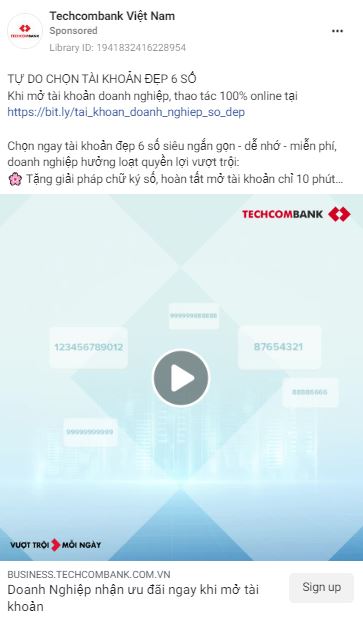 Techcombank Việt Nam
Sponsored
Library ID: 1941832416228954
TỰ DO CHỌN TÀI KHOẢN ĐẸP 6 SỐ
Khi mở tài khoản doanh nghiệp, thao tác 100% online tại
https://bit.ly/tai_khoan_doanh_nghiep_so_dep
Chọn ngay tài khoản đẹp 6 số siêu ngắn gọn - dễ nhớ - miễn phí,
doanh nghiệp hưởng loạt quyền lợi vượt trội:
🌸 Tặng giải pháp chữ ký số, hoàn tất mở tài khoản chỉ 10 phút...
TECHCOMBANK
999999988888
123456789012
87654321
88886666
99999999999
VƯỢT TRỘI MỖI NGÀY
BUSINESS.TECHCOMBANK.COM.VN
Doanh Nghiệp nhận ưu đãi ngay khi mở tài
khoản
Sign up